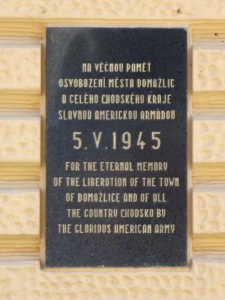 NA VĚČNOU PAMĚŤ
OSVOBOZENÍ MĚSTA DOMAŽLIC
A CELÉHO CHODSKÉHO KRAJE
SLAVNOU AMERICKOU ARMÁDOU
5.V.1945
FOR THE ETERNAL MEMORY
OF THE LIBERATION OF THE TOWN
OF DOMAŽLICE AND OF ALL
THE COUNTRY CHODSKO BY
THE GLORIOUS AMERICAN ARMY